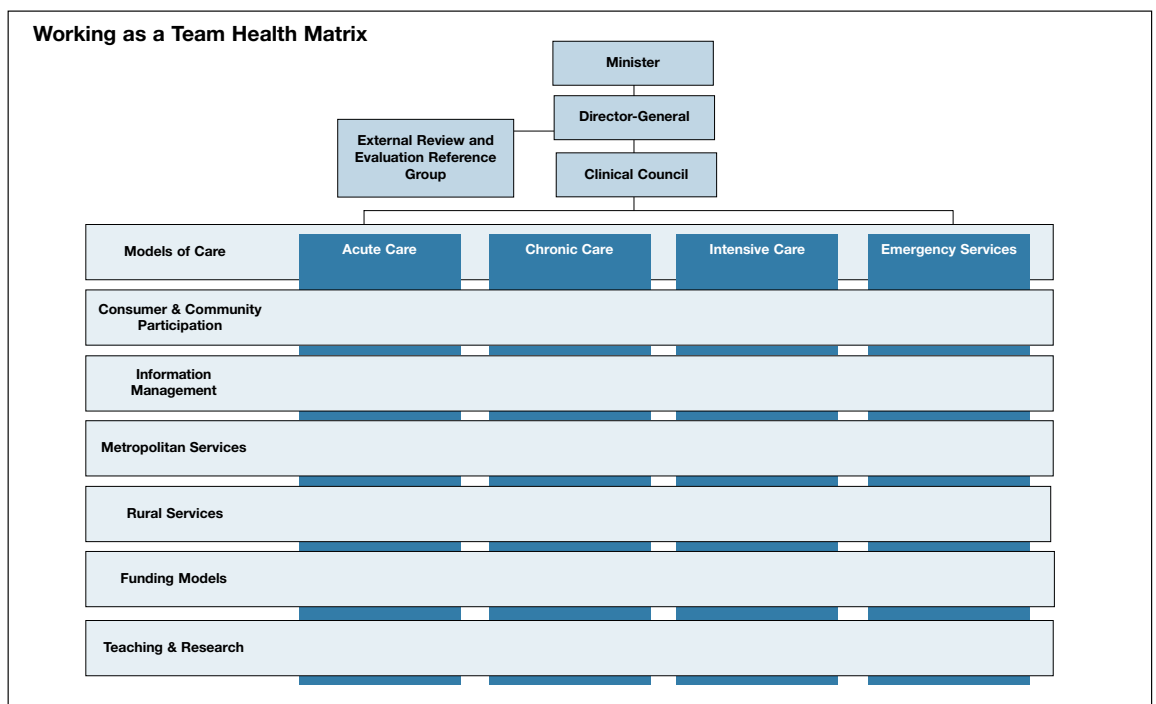 Working as a Team Health Matrix
Minister
Director-General
External Review and
Evaluation Reference
Group
Clinical Council
Models of Care
Acute Care
Chronic Care
Intensive Care
Emergency Services
Consumer & Community
Participation
Information
Management
Metropolitan Services
Rural Services
Funding Models
Teaching & Research